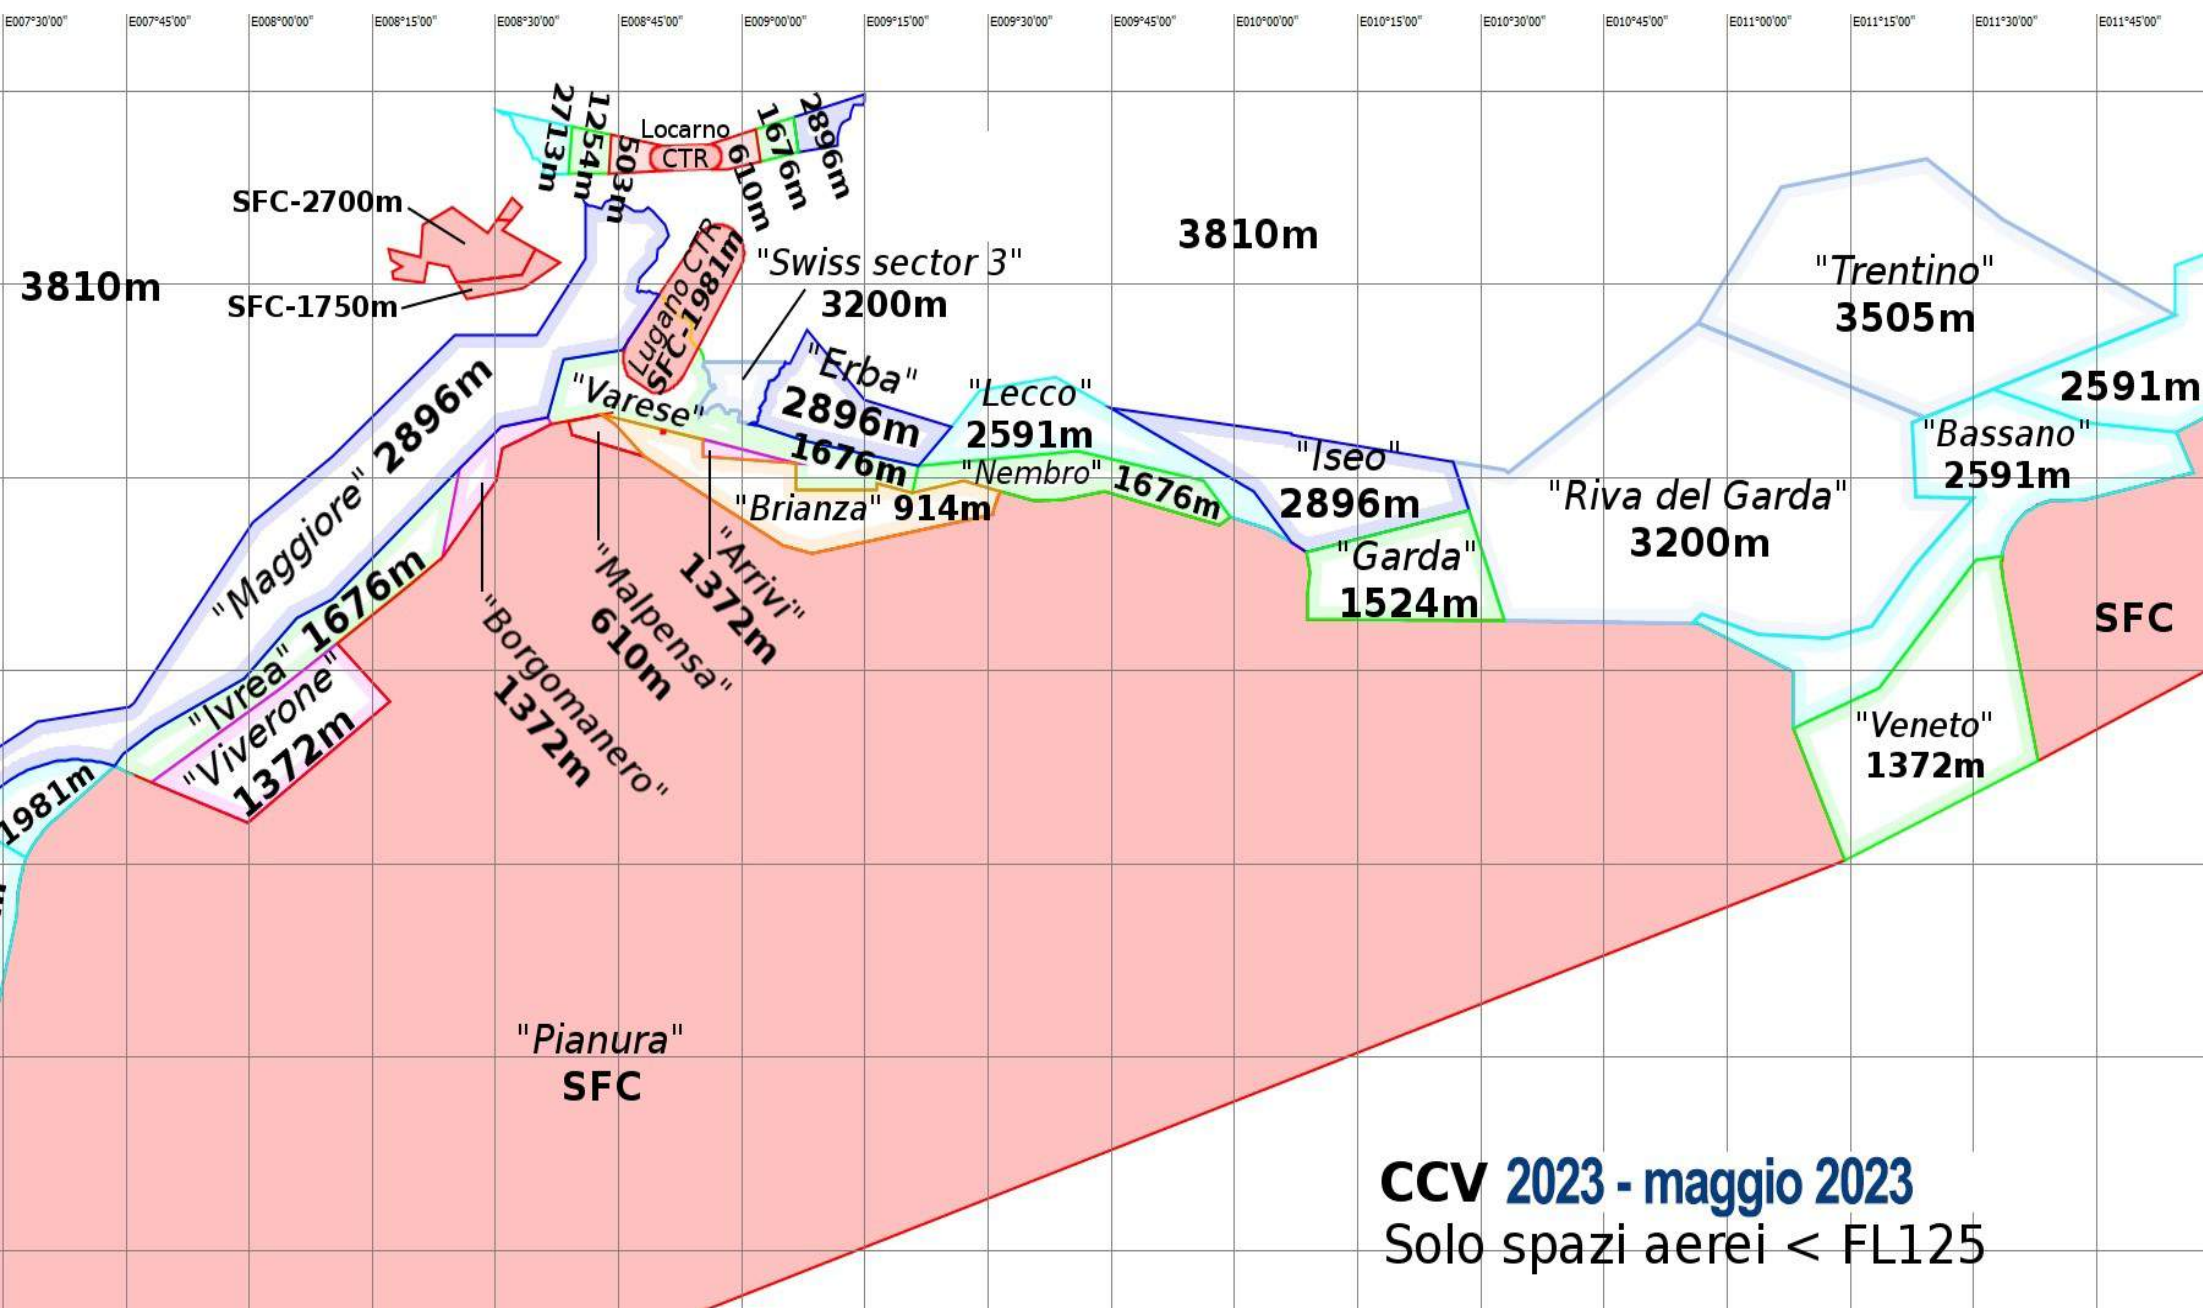 E007°30'00"
E007°45'00"
E008°00'00"
E008°15'00"
E008°30'00"
E008°45'00"
E009°00'00"
E009°15'00"
E009°30'00"
E009°45'00"
E010°00'00"
E010°15'00"
E010°30'00"
E010°45'00"
E011°00'00"
E011°15'00"
E011°30'00"
E011°45'00"
2713m
1254m
503m
Locarno
CTR
610m
1676m
2896m
SFC-2700m
SFC-1750m
3810m
Lugano CTR
SFC-1981m
"Swiss sector 3"
3200m
3810m
"Trentino"
3505m
"Maggiore" 2896m
"Varese"
1676m
"Erba"
2896m
"Lecco"
2591m
"Nembro" 1676m
"Brianza" 914m
"Iseo"
2896m
"Garda"
1524m
"Riva del Garda"
3200m
2591m
"Bassano"
2591m
SFC
"Veneto"
1372m
"Ivrea" 1676m
"Viverone"
1372m
1981m
"Borgomanero"
1372m
"Malpensa"
610m
"Arrivi"
1372m
"Pianura"
SFC
CCV 2023 - maggio 2023
Solo spazi aerei < FL125